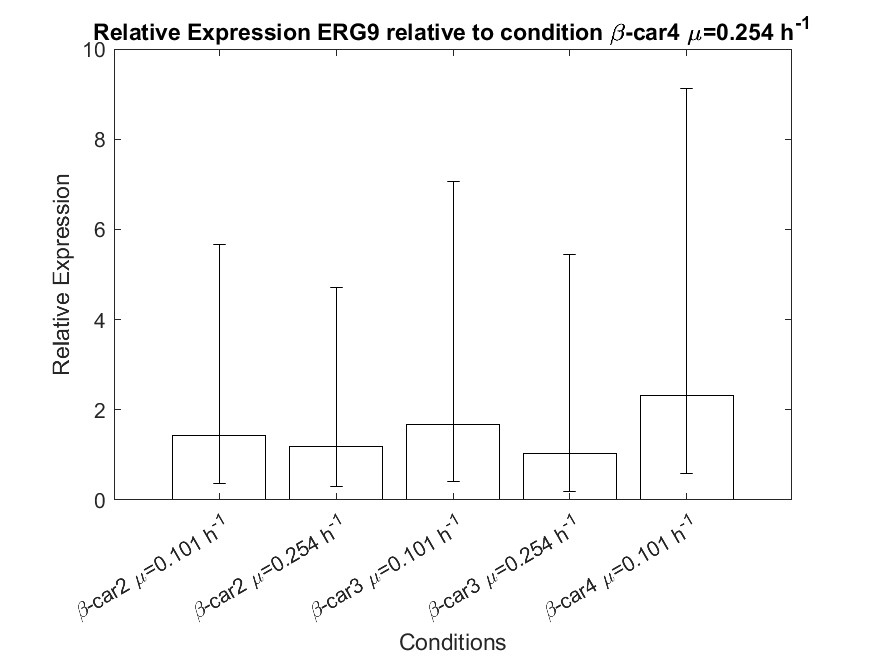 Relative Expression ERG9 relative to condition β-car4 μ=0.254 h⁻¹
10
8
6
4
2
0
Relative Expression
β-car2 μ=0.101 h⁻¹
β-car2 μ=0.254 h⁻¹
β-car3 μ=0.101 h⁻¹
β-car3 μ=0.254 h⁻¹
β-car4 μ=0.101 h⁻¹
Conditions